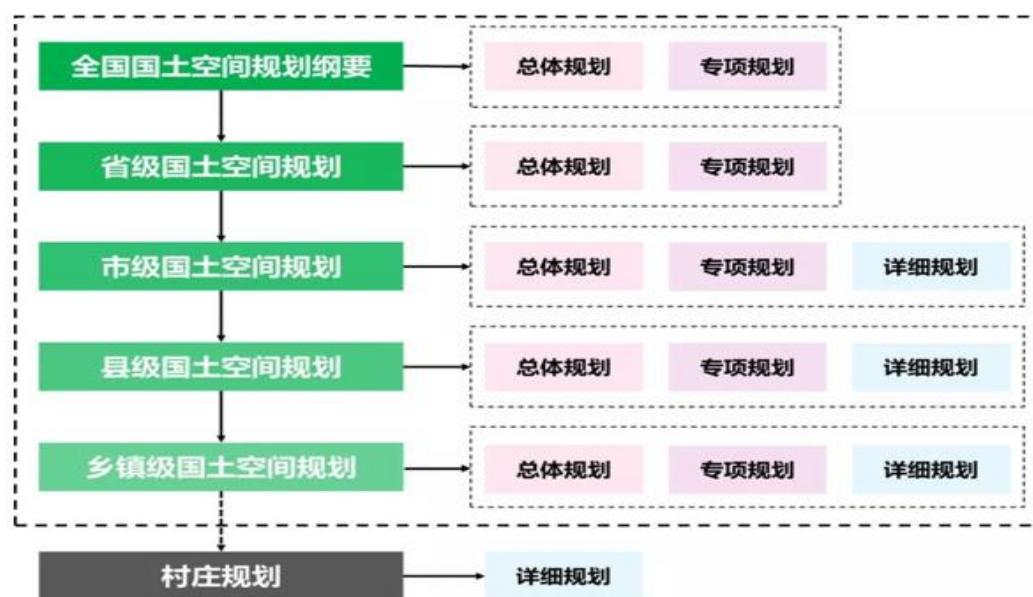 全国国土空间规划纲要 总体规划 专项规划
省级国土空间规划 总体规划 专项规划
市级国土空间规划 总体规划 专项规划 详细规划
县级国土空间规划 总体规划 专项规划 详细规划
乡镇级国土空间规划 总体规划 专项规划 详细规划
村庄规划 详细规划